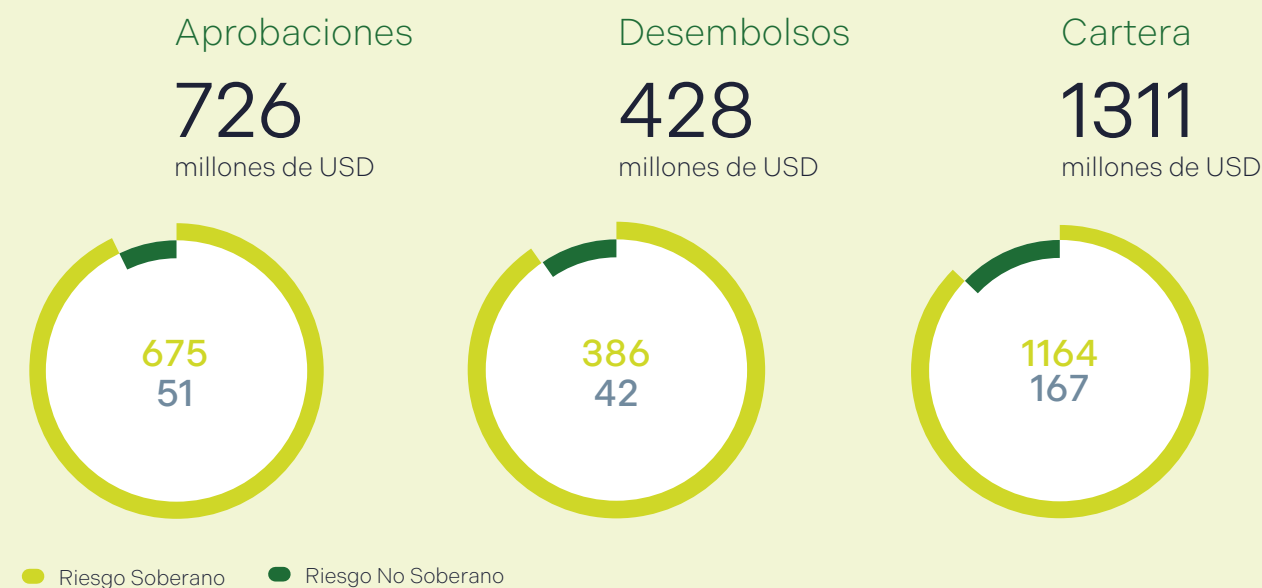 Aprobaciones
726
millones de USD
675
51
Desembolsos
428
millones de USD
386
42
Cartera
1311
millones de USD
1164
167
Riesgo Soberano
Riesgo No Soberano